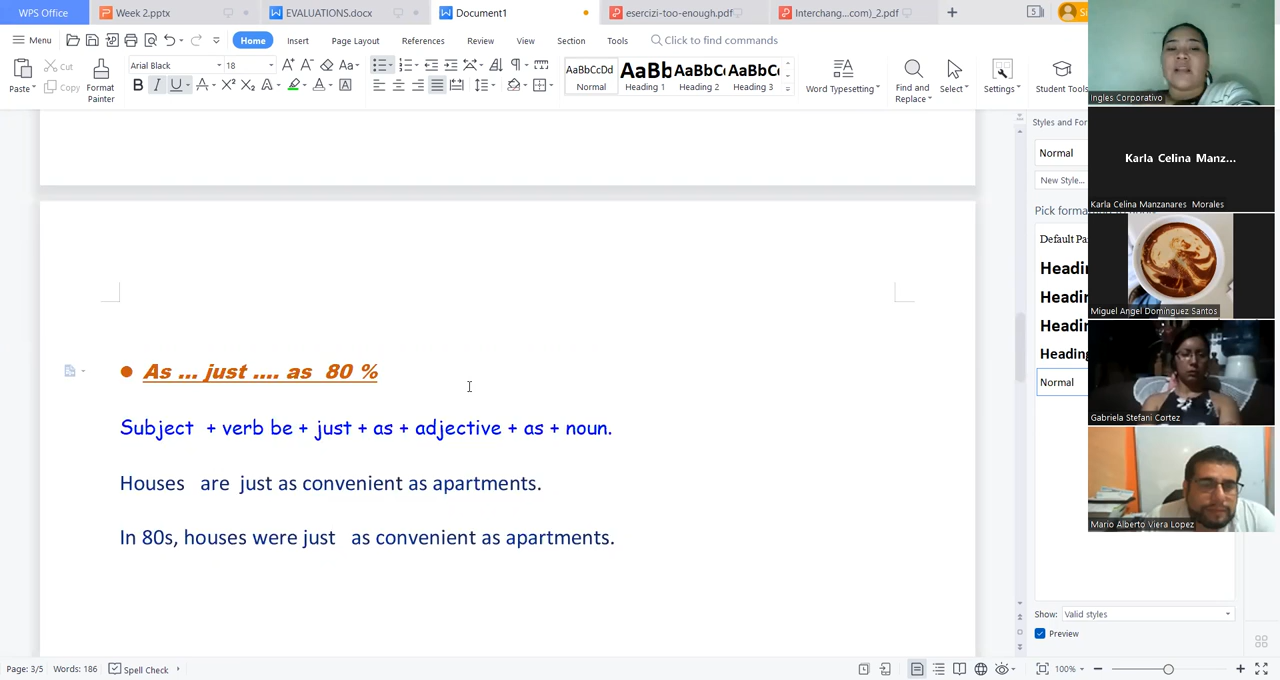 WPS Office
Week 2.pptx
EVALUATIONS.docx
Document1
esercizi-too-enough.pdf
Interchang...com)_2.pdf
5
Menu
Home
Insert
Page Layout
References
Review
View
Section
Tools
Click to find commands
Paste
Cut
Copy
Format Painter
Arial Black
18
AaBbCcDd
Normal
AaBb
Heading 1
AaBbC
Heading 2
AaBbC
Heading 3
Word Typesetting
Find and Replace
Select
Settings
Student Tools
Styles and For
Normal
New Style...
Pick form
Default Pa
Headi
Headi
Headi
Heading
Normal
As ... just .... as 80 %
Subject + verb be + just + as + adjective + as + noun.
Houses are just as convenient as apartments.
In 80s, houses were just as convenient as apartments.
Ingles Corporativo
Karla Celina Manz...
Karla Celina Manzanares Morales
Miguel Angel Dominguez Santos
Gabriela Stefani Cortez
Mario Alberto Viera Lopez
Show: Valid styles
Preview
Page: 3/5
Words: 186
Spell Check
100%